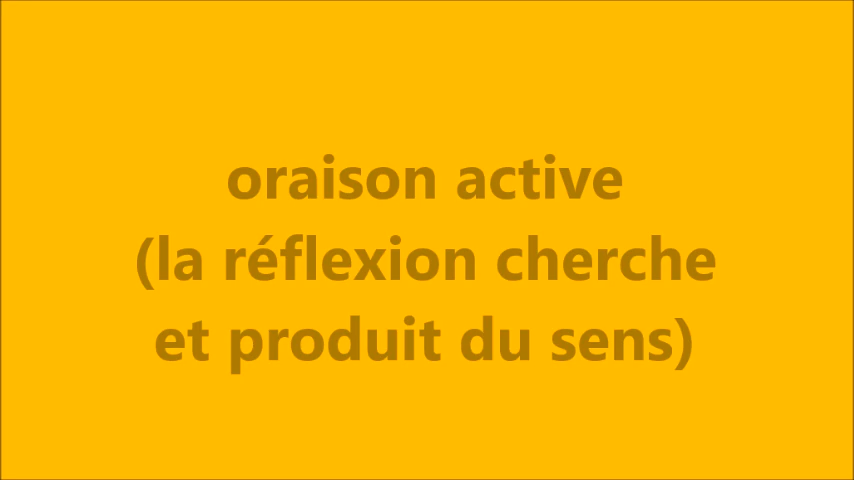 oraison active
(la réflexion cherche
et produit du sens)